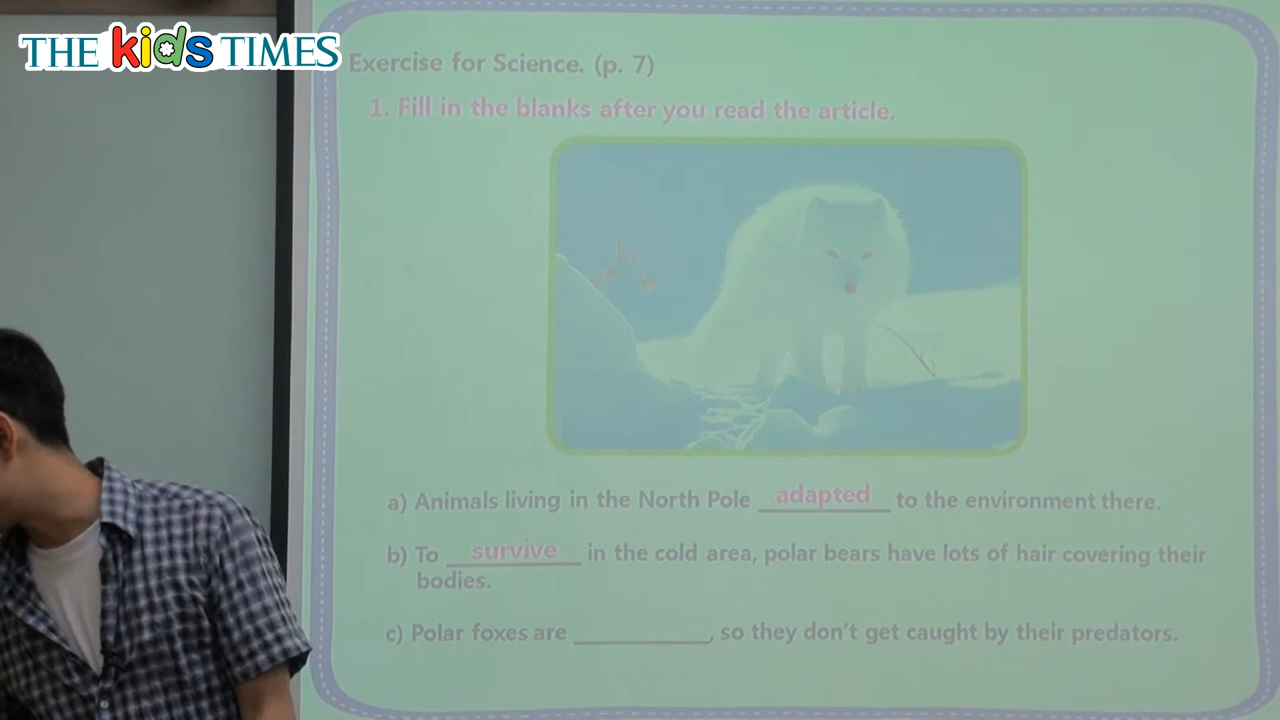 THE kids TIMES
Exercise for Science. (p. 7)
1. Fill in the blanks after you read the article.
a) Animals living in the North Pole adapted to the environment there.
b) To survive in the cold area, polar bears have lots of hair covering their
bodies.
c) Polar foxes are __________, so they don't get caught by their predators.